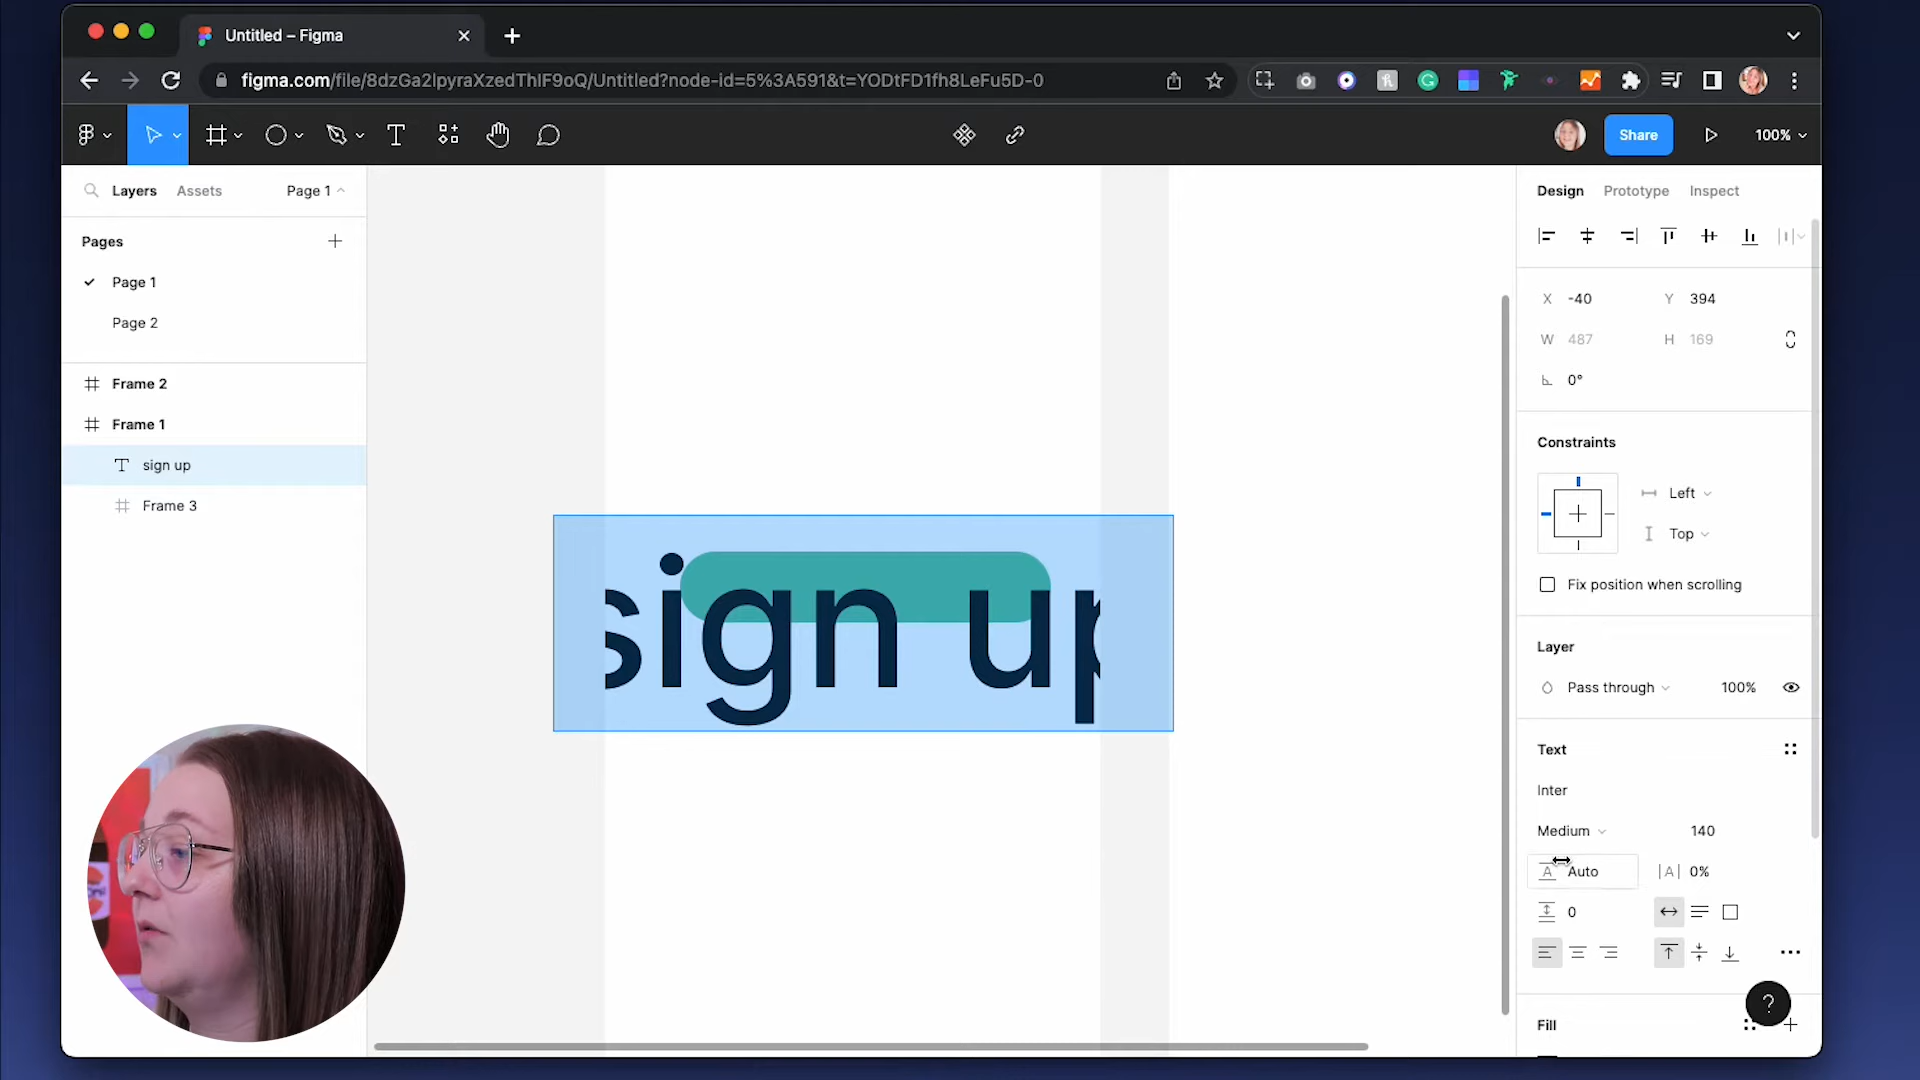 Untitled – Figma
figma.com/file/8dzGa2lpyraXzedThlF9oQ/Untitled?node-id=5%3A591&t=YODtFD1fh8LeFu5D-0
Share
100%
Layers
Assets
Page 1
Design
Prototype
Inspect
Pages
Page 1
Page 2
X -40
Y 394
W 487
H 169
0°
Frame 2
Frame 1
sign up
Frame 3
Constraints
Left
Top
Fix position when scrolling
sign up
Layer
Pass through
100%
Text
Inter
Medium
140
A Auto
|A| 0%
0
?
Fill